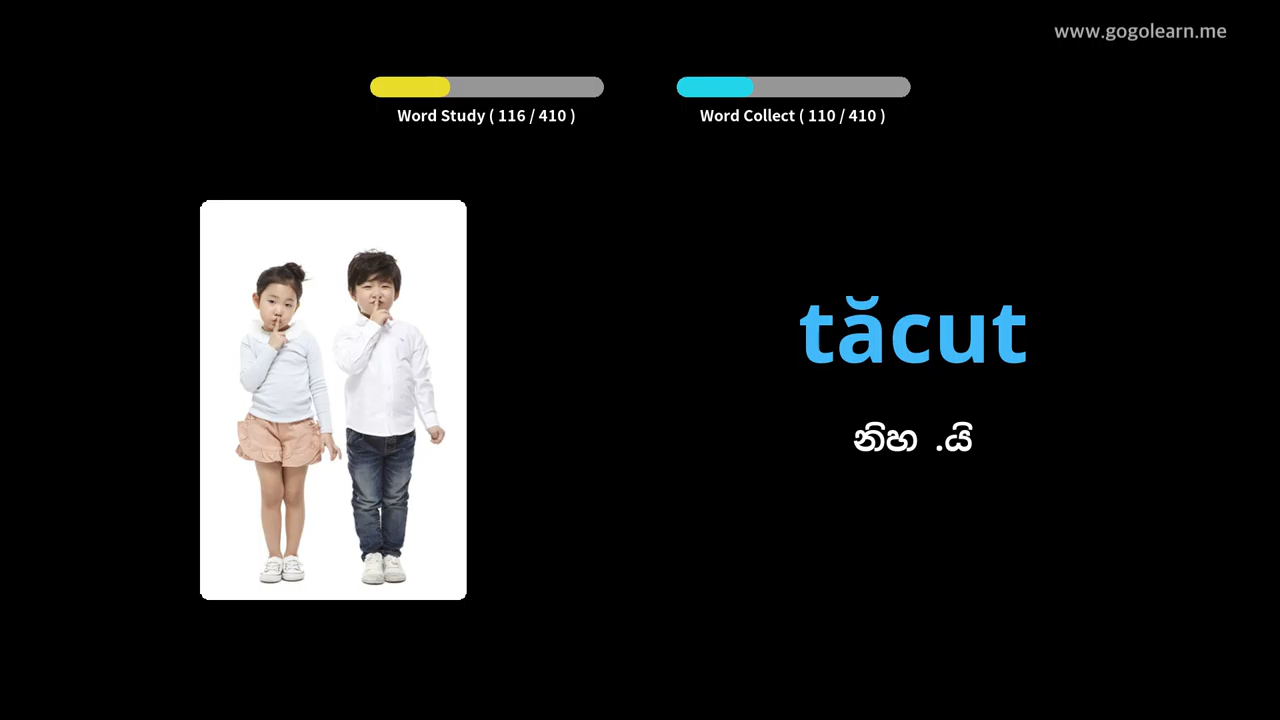 www.gogolearn.me
Word Study ( 116 / 410 )
Word Collect ( 110 / 410 )
tăcut
නිහ .යි